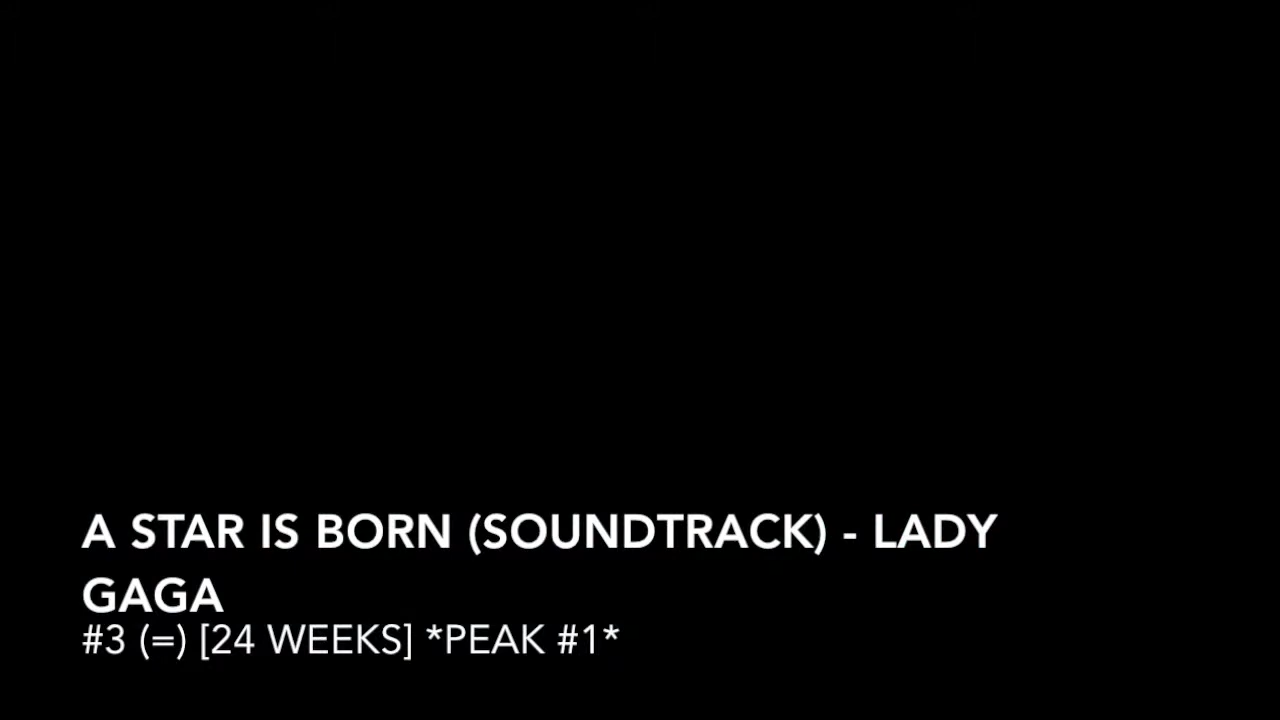 A STAR IS BORN (SOUNDTRACK) - LADY
GAGA
#3 (=) [24 WEEKS] *PEAK #1*